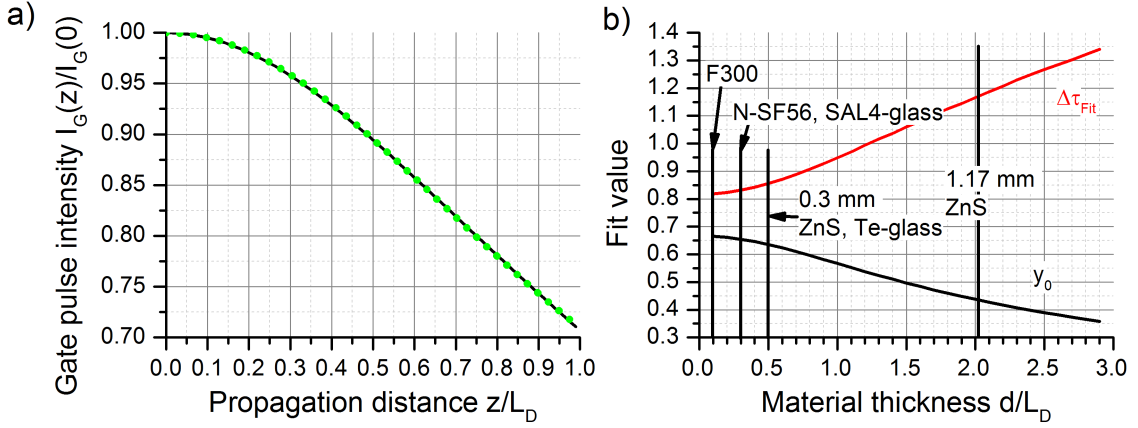 a)
Gate pulse intensity I_G(z)/I_G(0)
1.00
0.95
0.90
0.85
0.80
0.75
0.70
0.0 0.1 0.2 0.3 0.4 0.5 0.6 0.7 0.8 0.9 1.0
Propagation distance z/L_D
b)
Fit value
1.4
1.3
1.2
1.1
1.0
0.9
0.8
0.7
0.6
0.5
0.4
0.3
F300
Δτ_Fit
N-SF56, SAL4-glass
1.17 mm
ZnS
0.3 mm
ZnS, Te-glass
y_0
0.0 0.5 1.0 1.5 2.0 2.5 3.0
Material thickness d/L_D